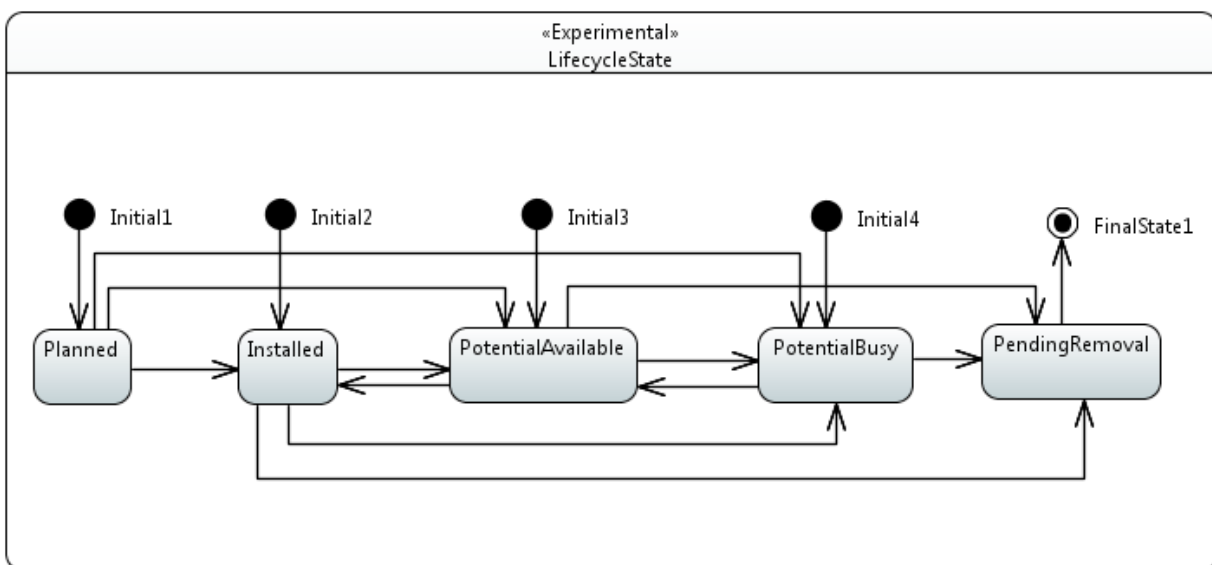 «Experimental»
LifecycleState
Initial1
Initial2
Initial3
Initial4
FinalState1
Planned
Installed
PotentialAvailable
PotentialBusy
PendingRemoval